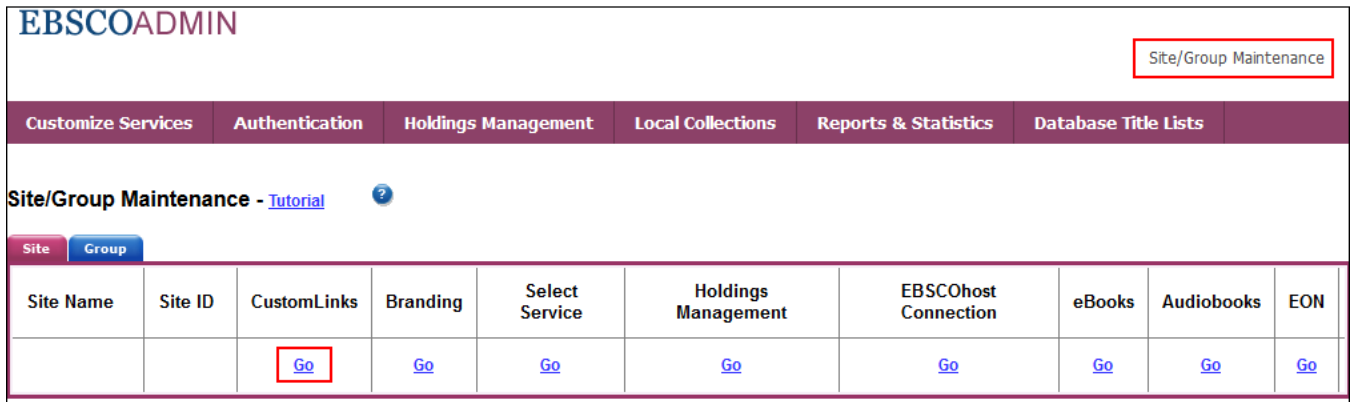 EBSCOADMIN
Site/Group Maintenance
Customize Services Authentication Holdings Management Local Collections Reports & Statistics Database Title Lists
Site/Group Maintenance - Tutorial ?
Site Group
Site Name Site ID CustomLinks Branding Select Service Holdings Management EBSCOhost Connection eBooks Audiobooks EON
Go Go Go Go Go Go Go Go